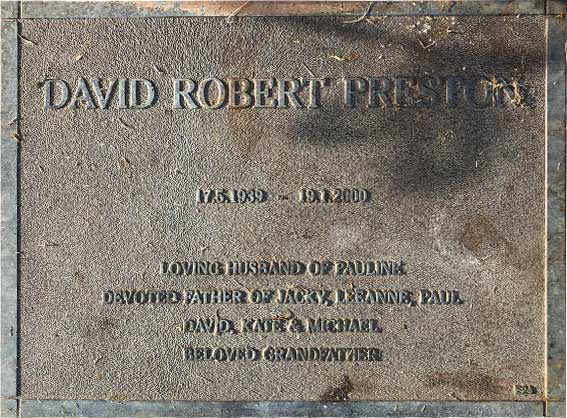 DAVID ROBERT PRESTON
17.5.1939 - 19.1.2000
LOVING HUSBAND OF PAULINE
DEVOTED FATHER OF JACKY, LEEANNE, PAUL
DAVID, KATE & MICHAEL
BELOVED GRANDFATHER